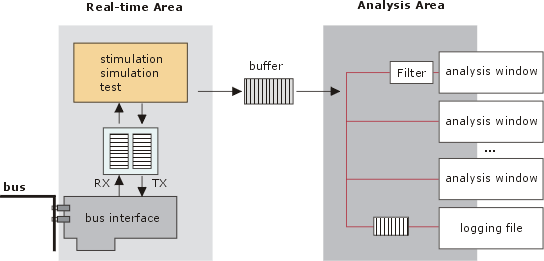 Real-time Area
Analysis Area
stimulation
simulation
test
buffer
Filter
analysis window
analysis window
...
RX
TX
bus
analysis window
bus interface
logging file